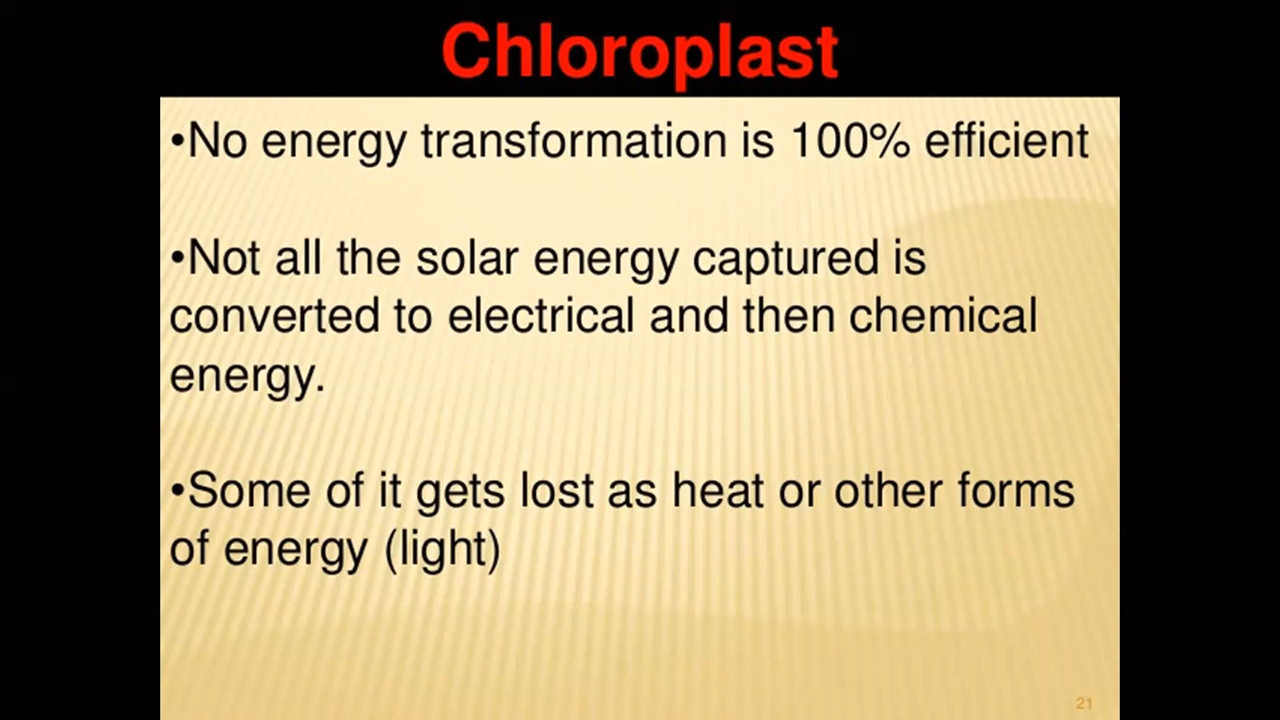 Chloroplast
•No energy transformation is 100% efficient
•Not all the solar energy captured is
converted to electrical and then chemical
energy.
•Some of it gets lost as heat or other forms
of energy (light)
21